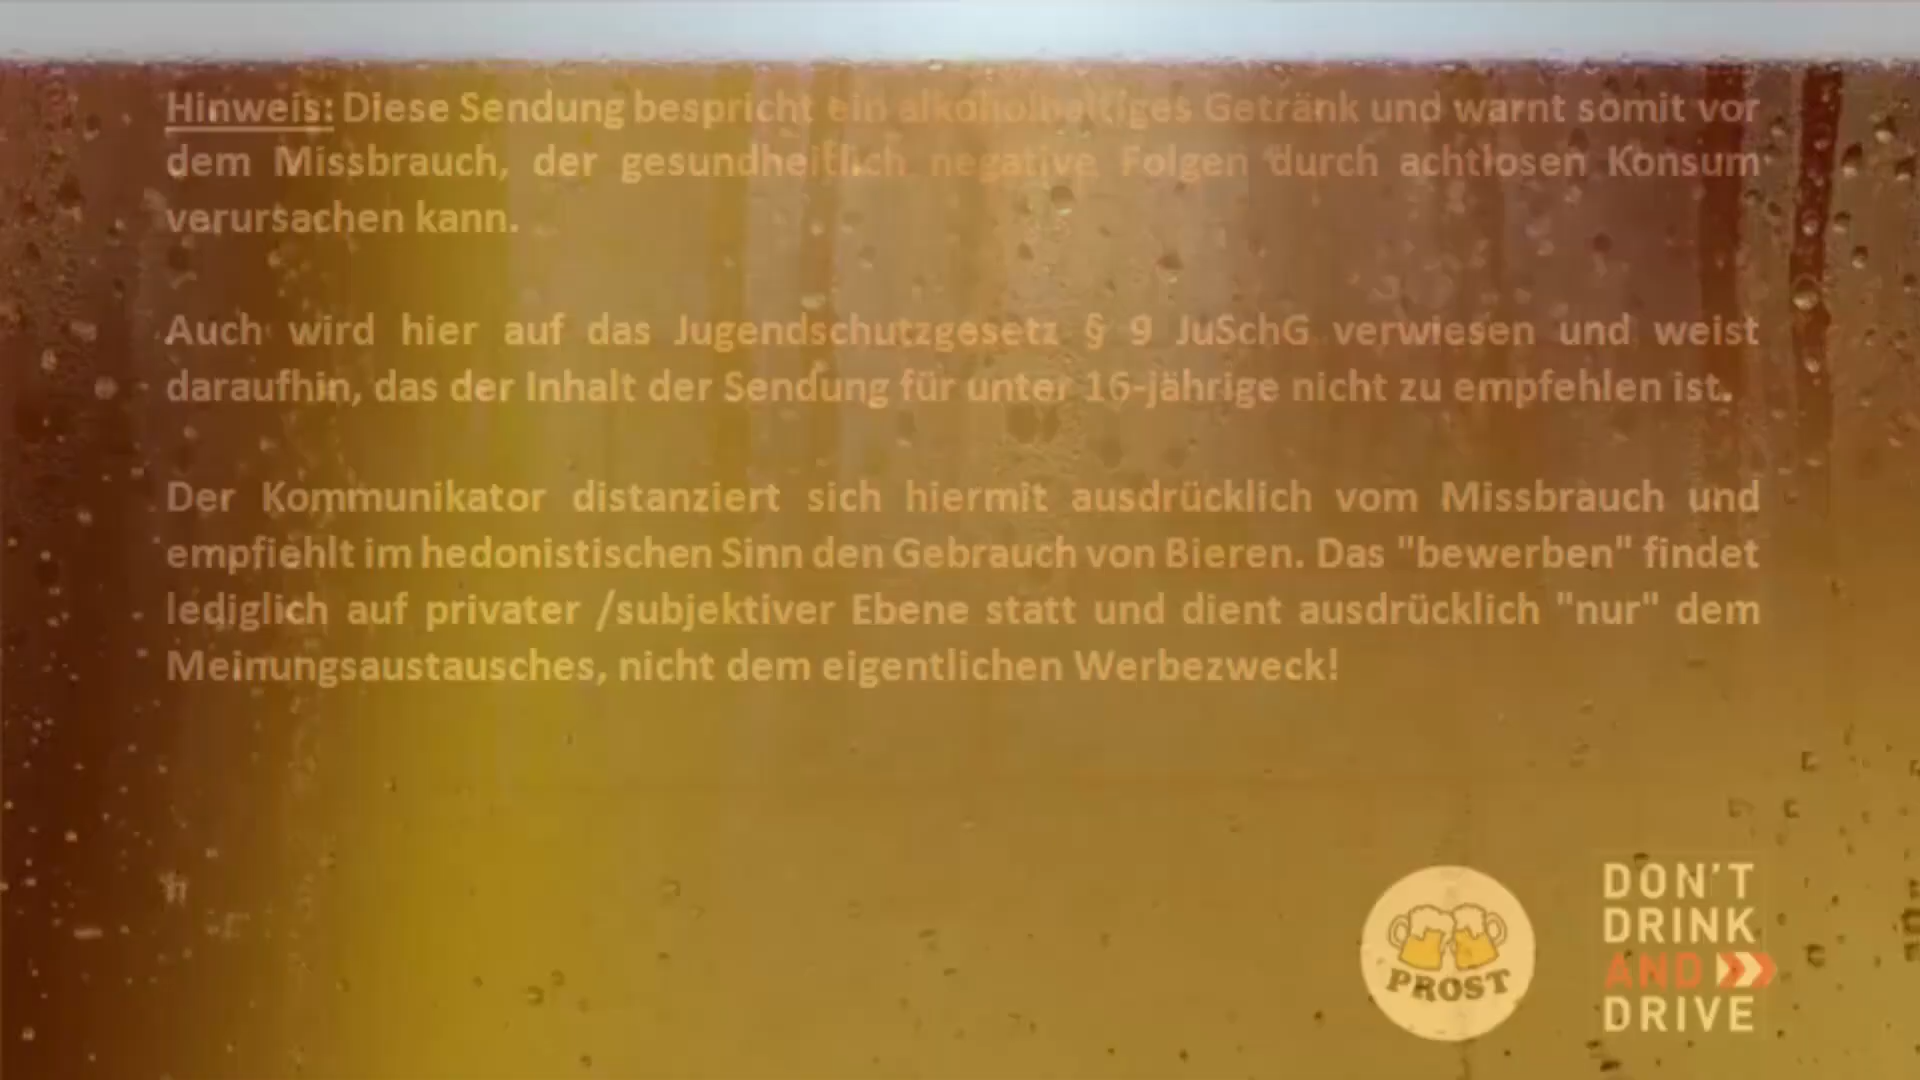 Hinweis: Diese Sendung bespricht ein alkoholhaltiges Getränk und warnt somit vor
dem Missbrauch, der gesundheitlich negative Folgen durch achtlosen Konsum
verursachen kann.
Auch wird hier auf das Jugendschutzgesetz § 9 JuSchG verwiesen und weist
daraufhin, das der Inhalt der Sendung für unter 16-jährige nicht zu empfehlen ist.
Der Kommunikator distanziert sich hiermit ausdrücklich vom Missbrauch und
empfiehlt im hedonistischen Sinn den Gebrauch von Bieren. Das "bewerben" findet
lediglich auf privater /subjektiver Ebene statt und dient ausdrücklich "nur" dem
Meinungsaustausches, nicht dem eigentlichen Werbezweck!
PROST
DON'T
DRINK
AND
DRIVE